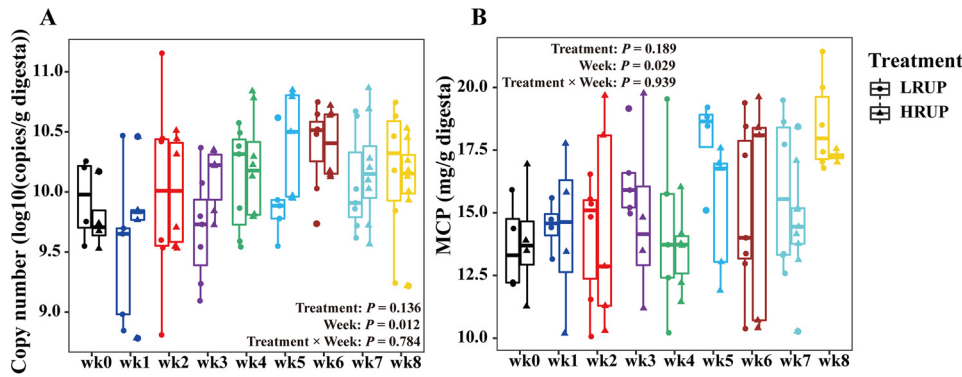 A
Copy number (log10(copies/g digesta))
11.0
10.5
10.0
9.5
9.0
Treatment: P = 0.136
Week: P = 0.012
Treatment × Week: P = 0.784
wk0 wk1 wk2 wk3 wk4 wk5 wk6 wk7 wk8
B
MCP (mg/g digesta)
Treatment: P = 0.189
Week: P = 0.029
Treatment × Week: P = 0.939
20.0
17.5
15.0
12.5
10.0
wk0 wk1 wk2 wk3 wk4 wk5 wk6 wk7 wk8
Treatment
LRUP
HRUP